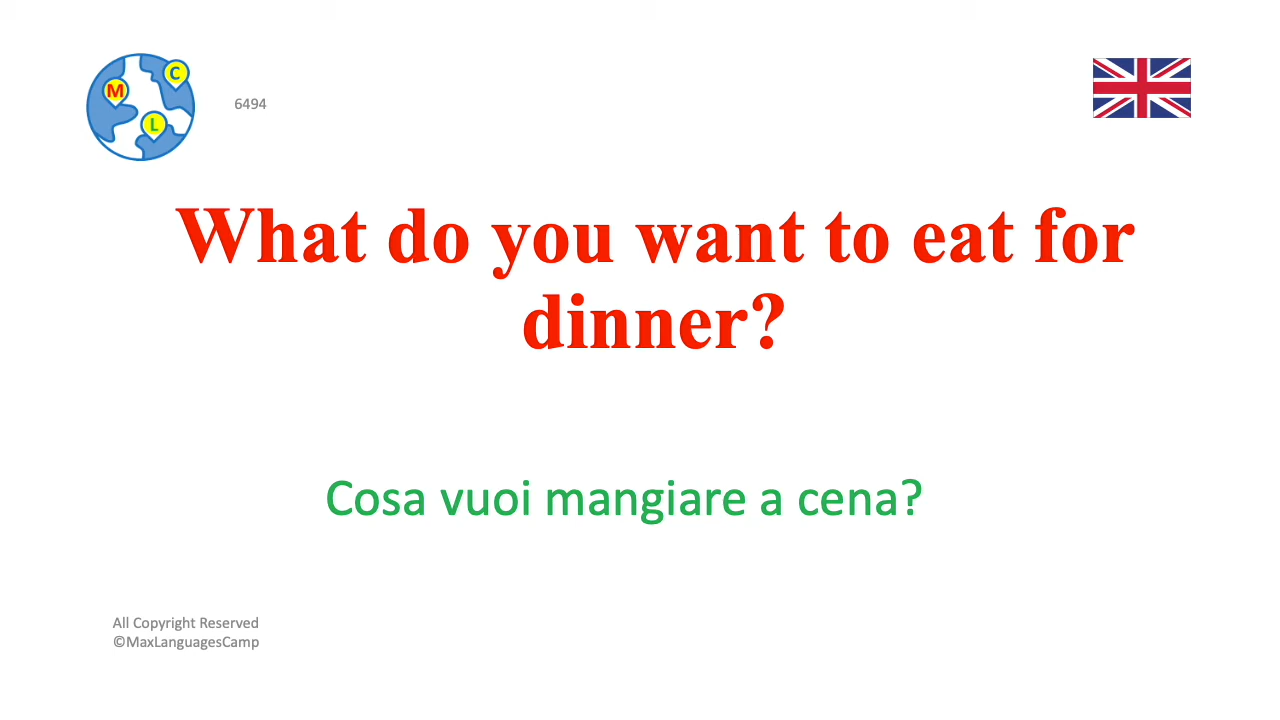 M
C
L
6494
What do you want to eat for
dinner?
Cosa vuoi mangiare a cena?
All Copyright Reserved
©MaxLanguagesCamp